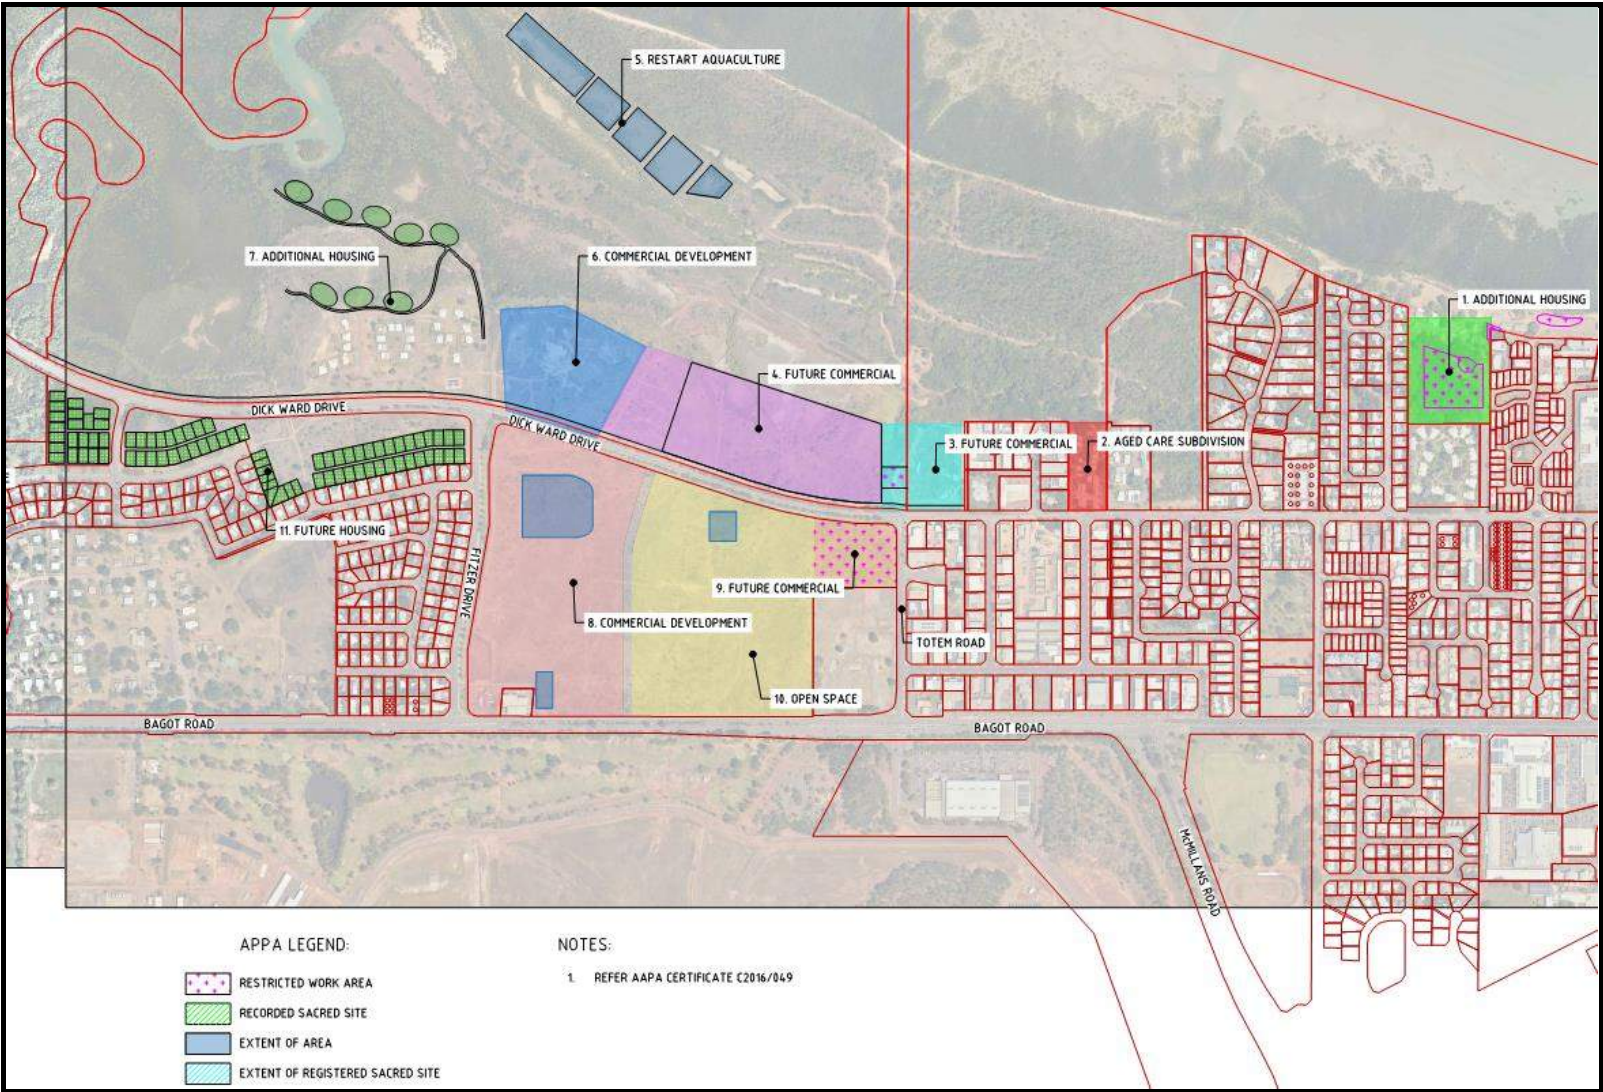 5. RESTART AQUACULTURE
7. ADDITIONAL HOUSING
6. COMMERCIAL DEVELOPMENT
1. ADDITIONAL HOUSING
4. FUTURE COMMERCIAL
DICK WARD DRIVE
DICK WARD DRIVE
3. FUTURE COMMERCIAL
2. AGED CARE SUBDIVISION
11. FUTURE HOUSING
FITZER DRIVE
9. FUTURE COMMERCIAL
8. COMMERCIAL DEVELOPMENT
TOTEM ROAD
10. OPEN SPACE
BAGOT ROAD
BAGOT ROAD
McMILLANS ROAD
APPA LEGEND:
RESTRICTED WORK AREA
RECORDED SACRED SITE
EXTENT OF AREA
EXTENT OF REGISTERED SACRED SITE
NOTES:
1. REFER AAPA CERTIFICATE C2016/049